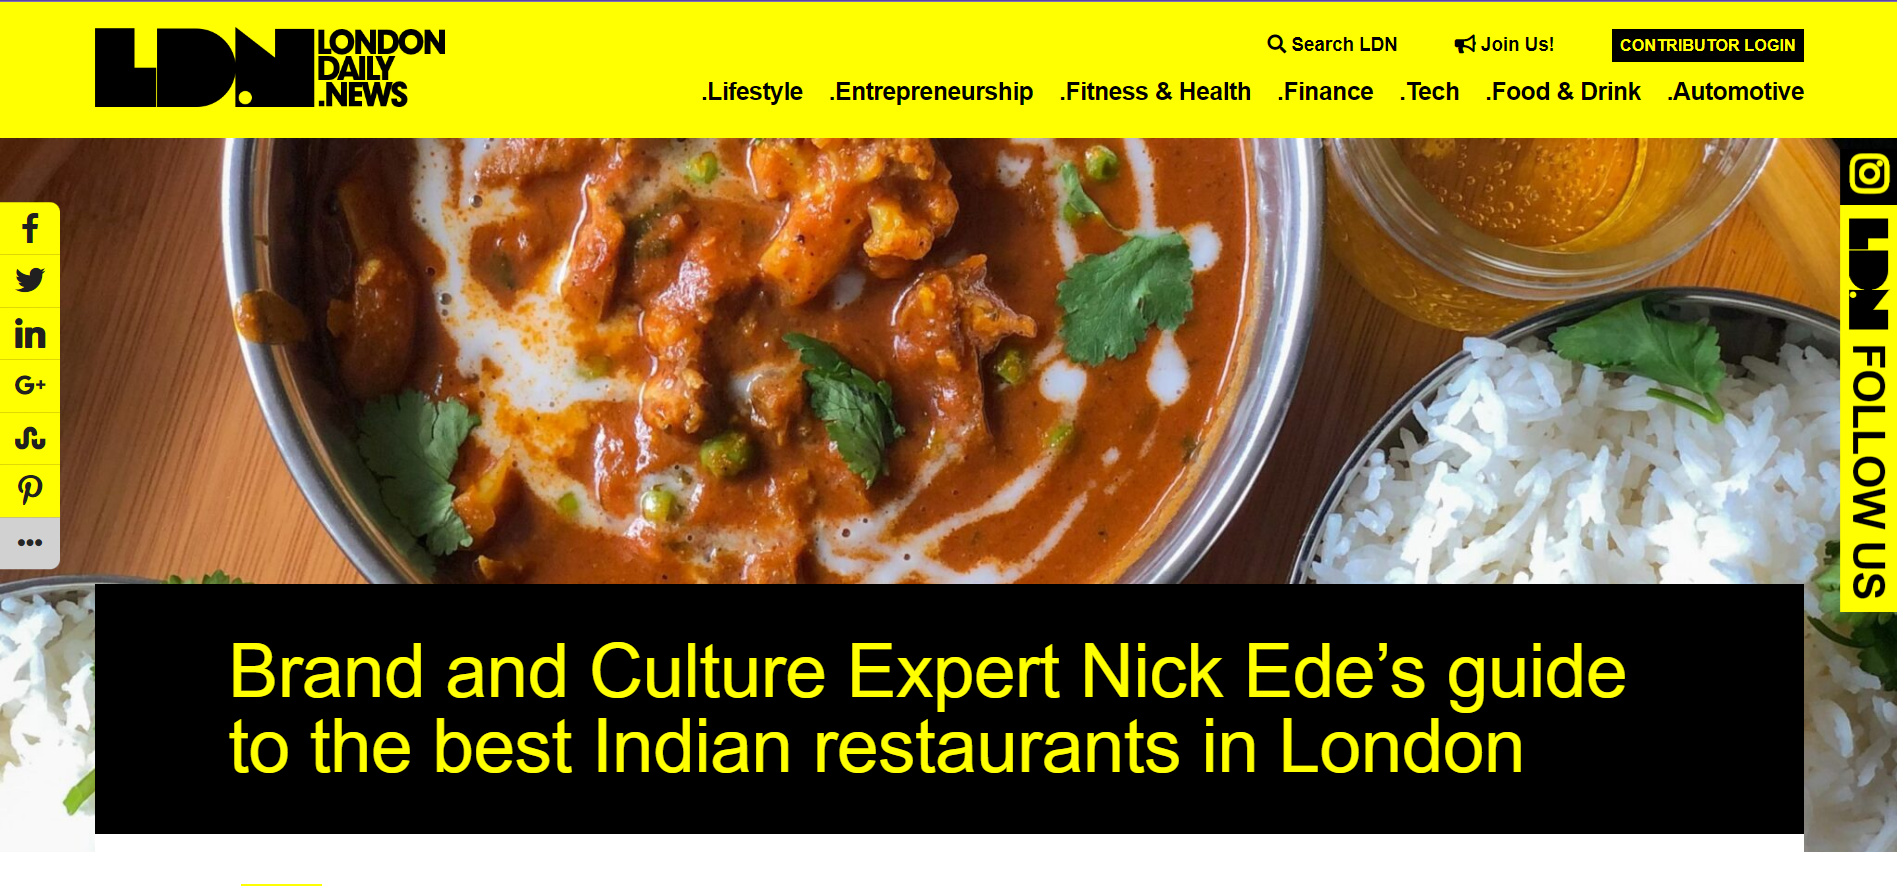 LDN
LONDON
DAILY
.NEWS
Search LDN
Join Us!
CONTRIBUTOR LOGIN
.Lifestyle
.Entrepreneurship
.Fitness & Health
.Finance
.Tech
.Food & Drink
.Automotive
G+
LDN FOLLOW US
Brand and Culture Expert Nick Ede’s guide
to the best Indian restaurants in London